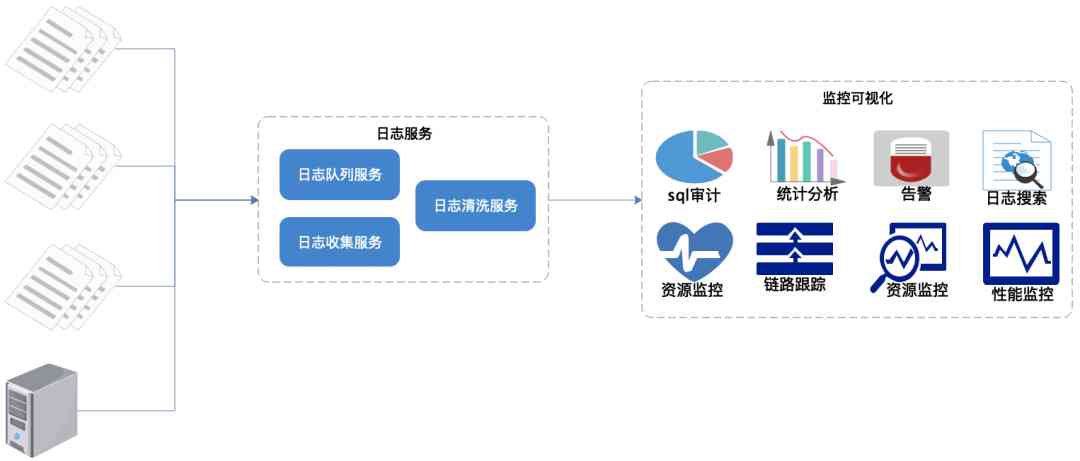 监控可视化
日志服务
日志队列服务
日志清洗服务
日志收集服务
sql审计
统计分析
告警
日志搜索
资源监控
链路跟踪
资源监控
性能监控